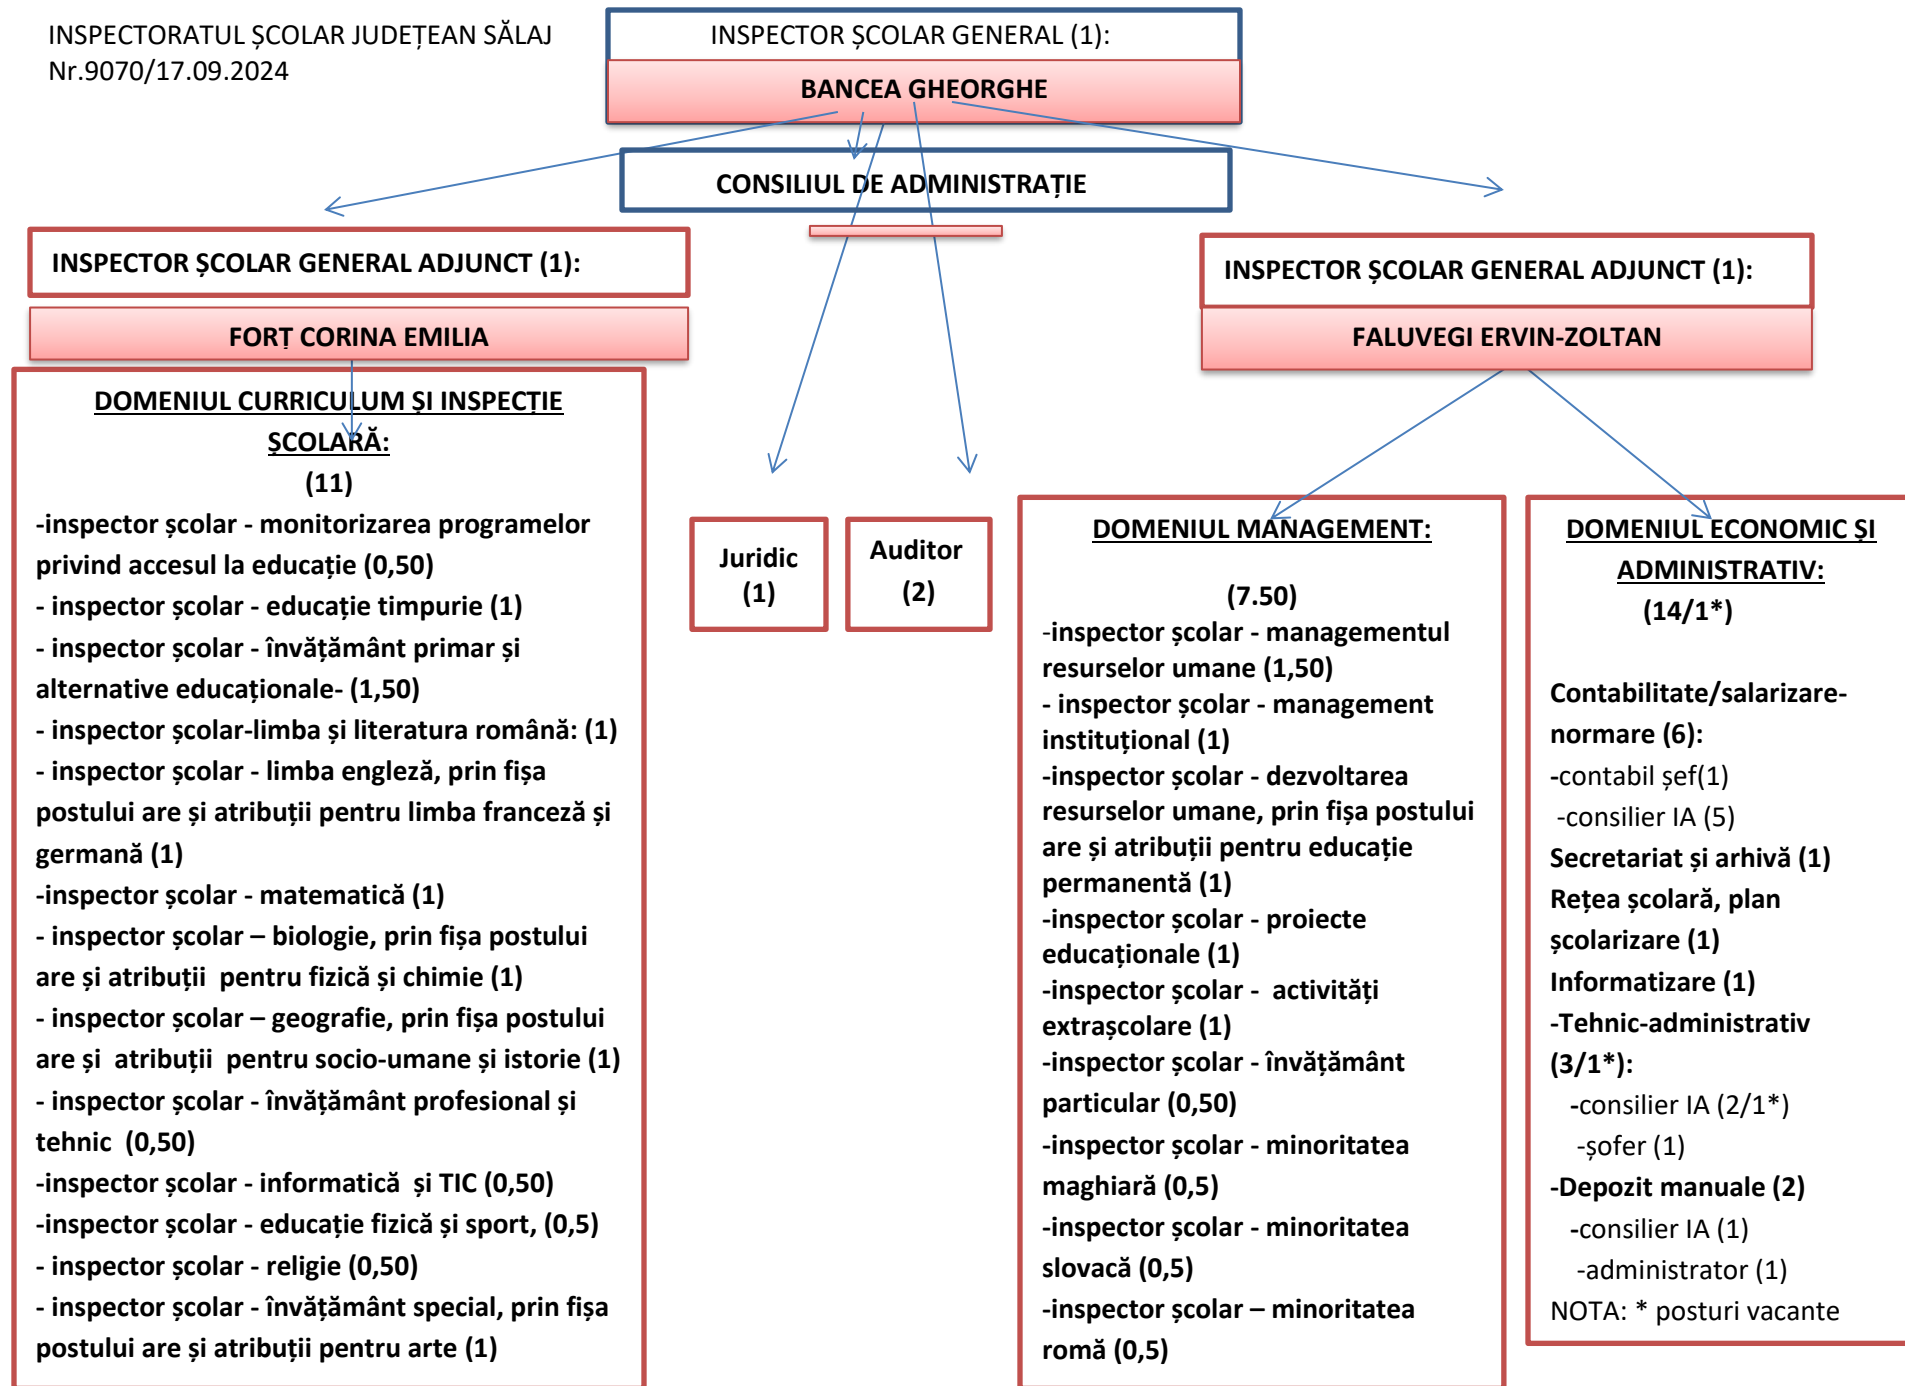 INSPECTORATUL ȘCOLAR JUDEȚEAN SĂLAJ
Nr.9070/17.09.2024
INSPECTOR ȘCOLAR GENERAL (1):
BANCEA GHEORGHE
CONSILIUL DE ADMINISTRAȚIE
INSPECTOR ȘCOLAR GENERAL ADJUNCT (1):
FORȚ CORINA EMILIA
INSPECTOR ȘCOLAR GENERAL ADJUNCT (1):
FALUVEGI ERVIN-ZOLTAN
DOMENIUL CURRICULUM ȘI INSPECȚIE
ȘCOLARĂ:
(11)
-inspector școlar - monitorizarea programelor
privind accesul la educație (0,50)
- inspector școlar - educație timpurie (1)
- inspector școlar - învățământ primar și
alternative educaționale- (1,50)
- inspector școlar-limba și literatura română: (1)
- inspector școlar - limba engleză, prin fișa
postului are și atribuții pentru limba franceză și
germană (1)
-inspector școlar - matematică (1)
- inspector școlar – biologie, prin fișa postului
are și atribuții pentru fizică și chimie (1)
- inspector școlar – geografie, prin fișa postului
are și atribuții pentru socio-umane și istorie (1)
- inspector școlar - învățământ profesional și
tehnic (0,50)
-inspector școlar - informatică și TIC (0,50)
-inspector școlar - educație fizică și sport, (0,5)
- inspector școlar - religie (0,50)
- inspector școlar - învățământ special, prin fișa
postului are și atribuții pentru arte (1)
Juridic
(1)
Auditor
(2)
DOMENIUL MANAGEMENT:
(7.50)
-inspector școlar - managementul
resurselor umane (1,50)
- inspector școlar - management
instituțional (1)
-inspector școlar - dezvoltarea
resurselor umane, prin fișa postului
are și atribuții pentru educație
permanentă (1)
-inspector școlar - proiecte
educaționale (1)
-inspector școlar - activități
extrașcolare (1)
-inspector școlar - învățământ
particular (0,50)
-inspector școlar - minoritatea
maghiară (0,5)
-inspector școlar - minoritatea
slovacă (0,5)
-inspector școlar – minoritatea
romă (0,5)
DOMENIUL ECONOMIC ȘI
ADMINISTRATIV:
(14/1*)
Contabilitate/salarizare-
normare (6):
-contabil șef(1)
-consilier IA (5)
Secretariat și arhivă (1)
Rețea școlară, plan
școlarizare (1)
Informatizare (1)
-Tehnic-administrativ
(3/1*):
-consilier IA (2/1*)
-șofer (1)
-Depozit manuale (2)
-consilier IA (1)
-administrator (1)
NOTA: * posturi vacante